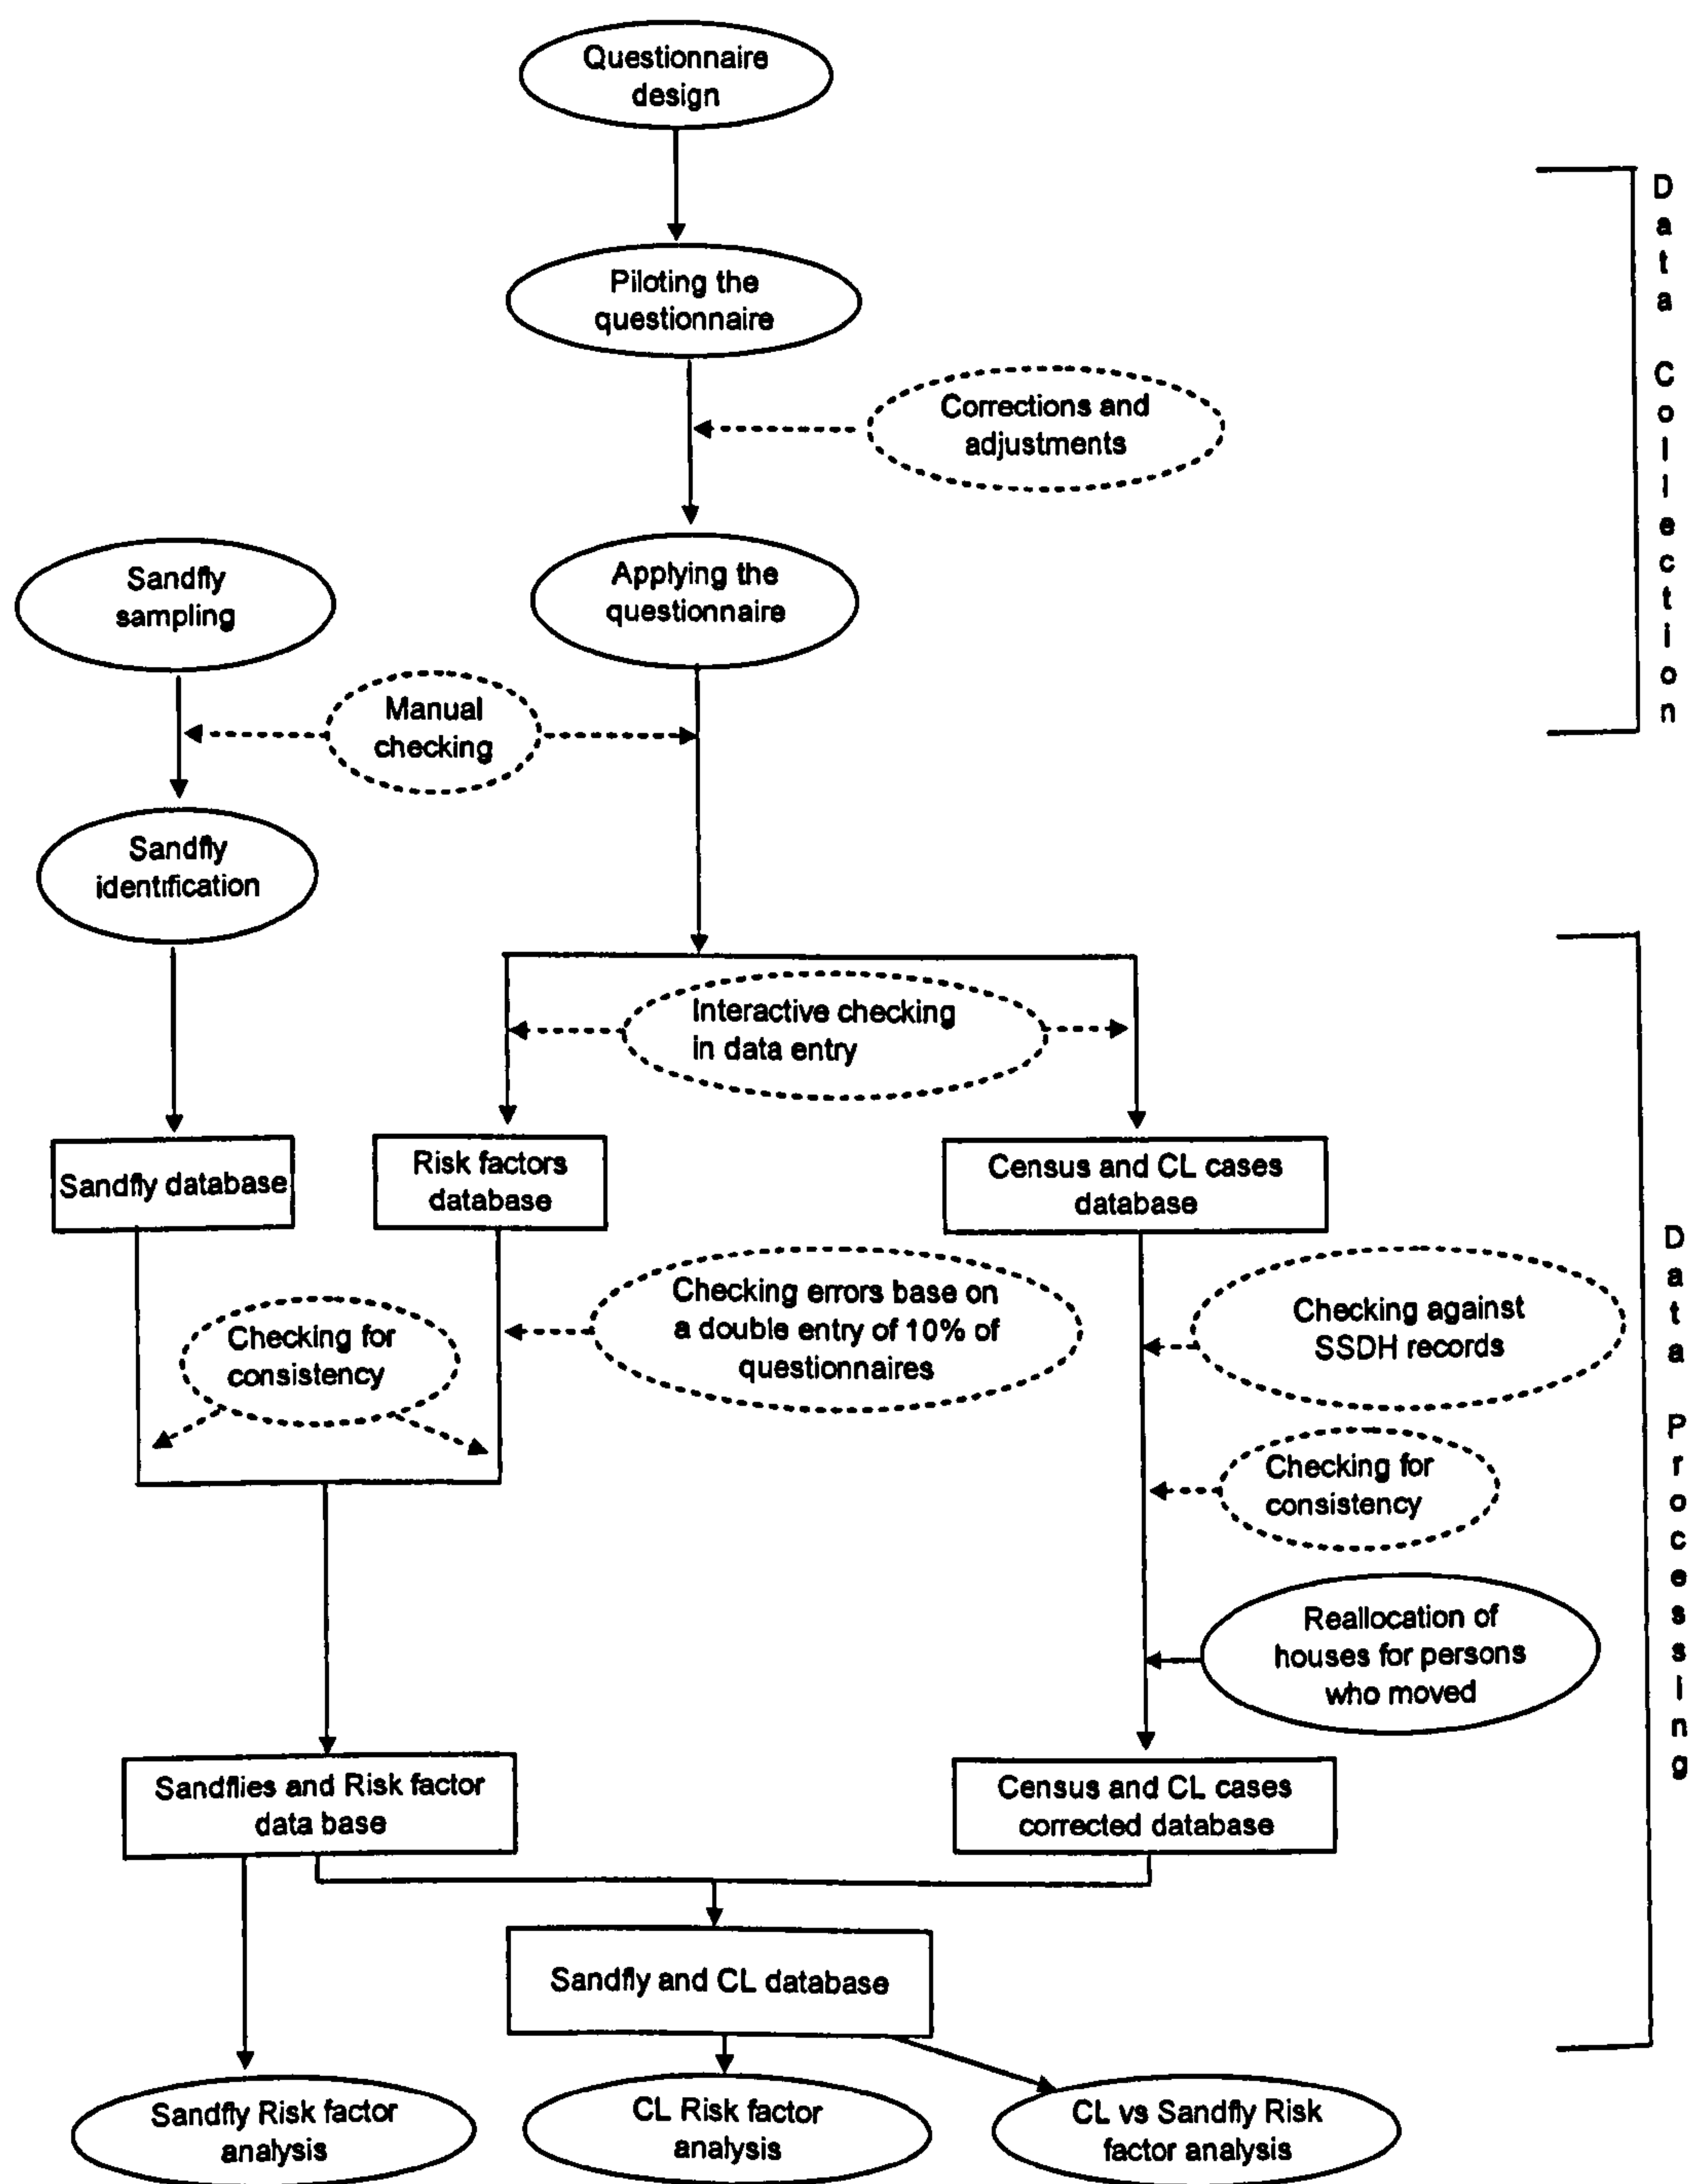 Questionnaire
design
Piloting the
questionnaire
Corrections and
adjustments
Data Collection
Sandfly
sampling
Applying the
questionnaire
Manual
checking
Sandfly
identification
Interactive checking
in data entry
Sandfly database
Risk factors
database
Census and CL cases
database
Data Processing
Checking for
consistency
Checking errors base on
a double entry of 10% of
questionnaires
Checking against
SSDH records
Checking for
consistency
Reallocation of
houses for persons
who moved
Sandflies and Risk factor
data base
Census and CL cases
corrected database
Sandfly and CL database
Sandfly Risk factor
analysis
CL Risk factor
analysis
CL vs Sandfly Risk
factor analysis